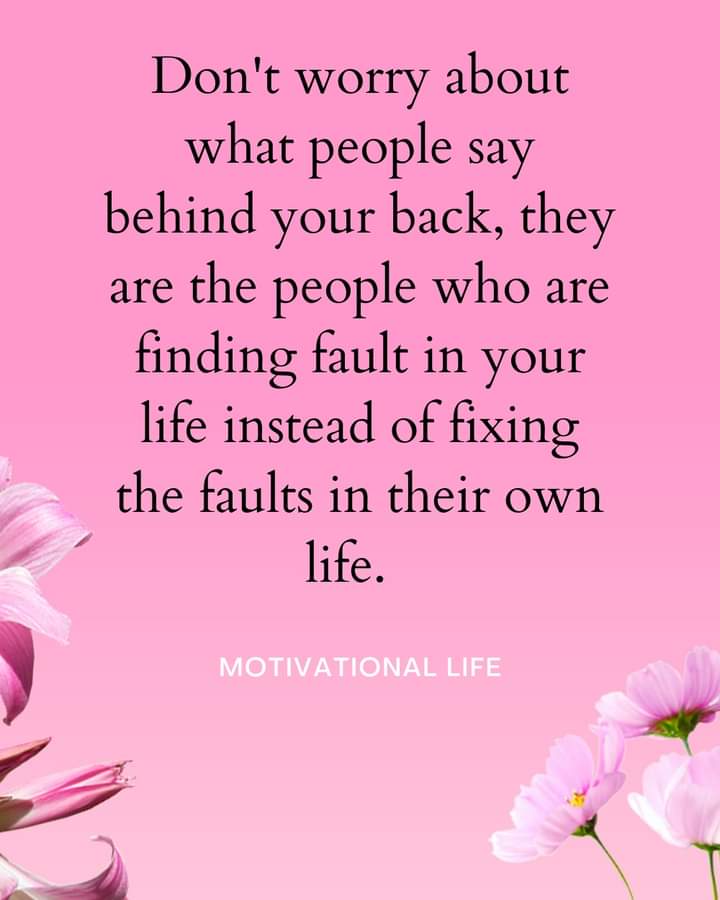 Don't worry about
what people say
behind your back, they
are the people who are
finding fault in your
life instead of fixing
the faults in their own
life.
MOTIVATIONAL LIFE